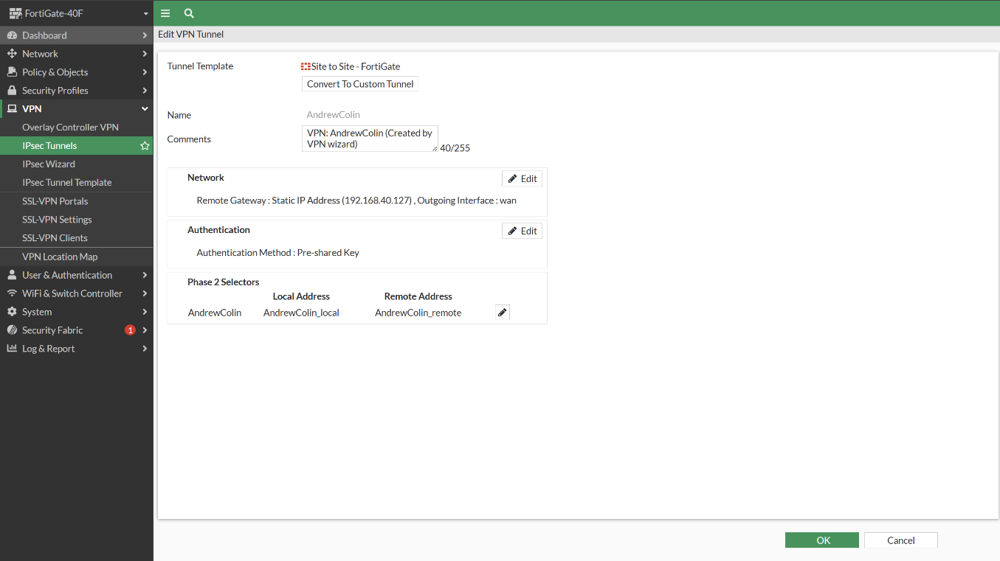 FortiGate-40F
Dashboard
Network
Policy & Objects
Security Profiles
VPN
Overlay Controller VPN
IPsec Tunnels
IPsec Wizard
IPsec Tunnel Template
SSL-VPN Portals
SSL-VPN Settings
SSL-VPN Clients
VPN Location Map
User & Authentication
WiFi & Switch Controller
System
Security Fabric 1
Log & Report
Edit VPN Tunnel
Tunnel Template Site to Site - FortiGate
Convert To Custom Tunnel
Name AndrewColin
Comments VPN: AndrewColin (Created by
VPN wizard) 40/255
Network Edit
Remote Gateway : Static IP Address (192.168.40.127) , Outgoing Interface : wan
Authentication Edit
Authentication Method : Pre-shared Key
Phase 2 Selectors
Local Address Remote Address
AndrewColin AndrewColin_local AndrewColin_remote
OK Cancel